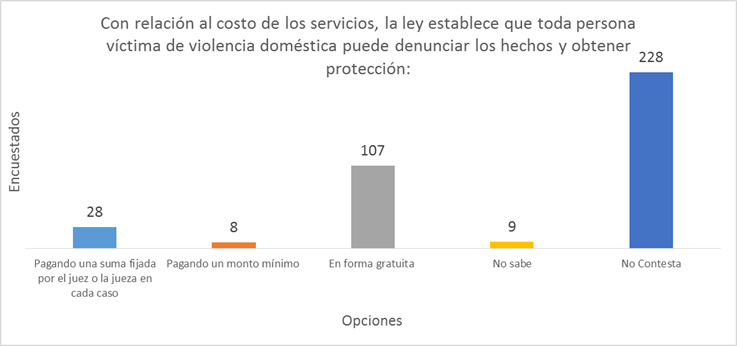 Con relación al costo de los servicios, la ley establece que toda persona
víctima de violencia doméstica puede denunciar los hechos y obtener
protección:
228
107
28
8
9
Encuestados
Pagando una suma fijada
por el juez o la jueza en
cada caso
Pagando un monto mínimo
En forma gratuita
No sabe
No Contesta
Opciones